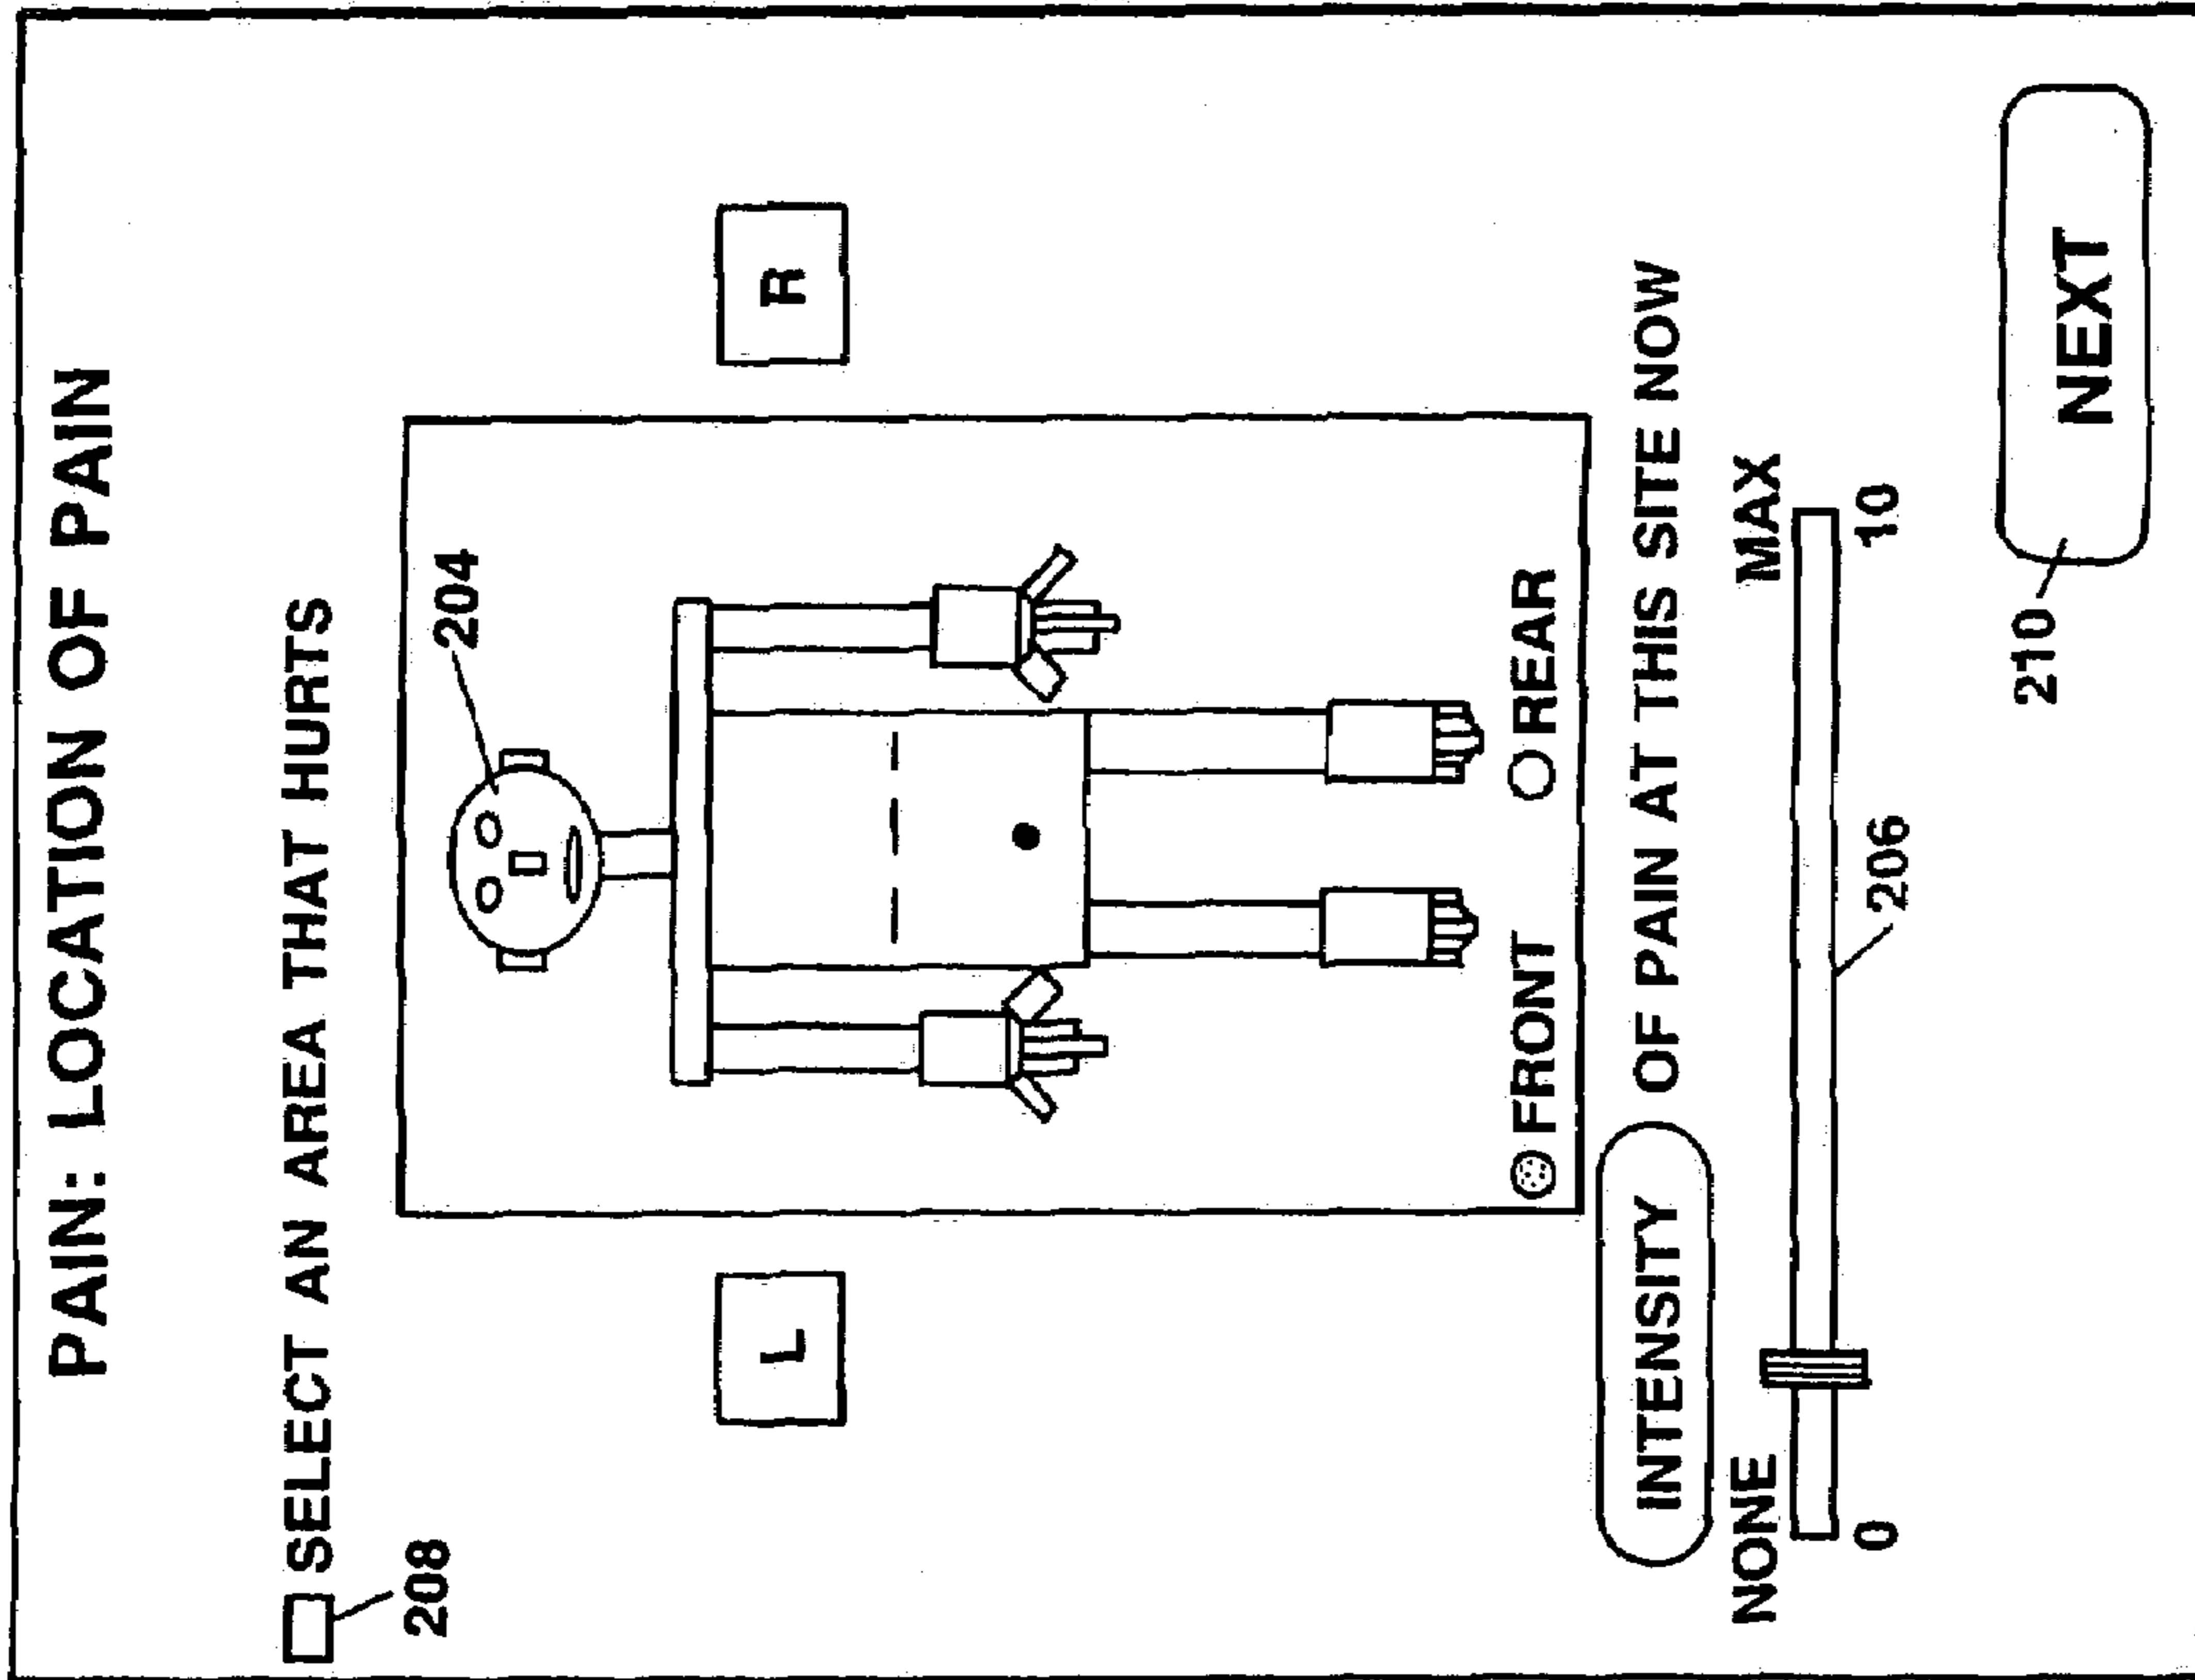 PAIN: LOCATION OF PAIN
SELECT AN AREA THAT HURTS
208
204
L
R
FRONT REAR
INTENSITY OF PAIN AT THIS SITE NOW
NONE MAX
0 10
206
210
NEXT